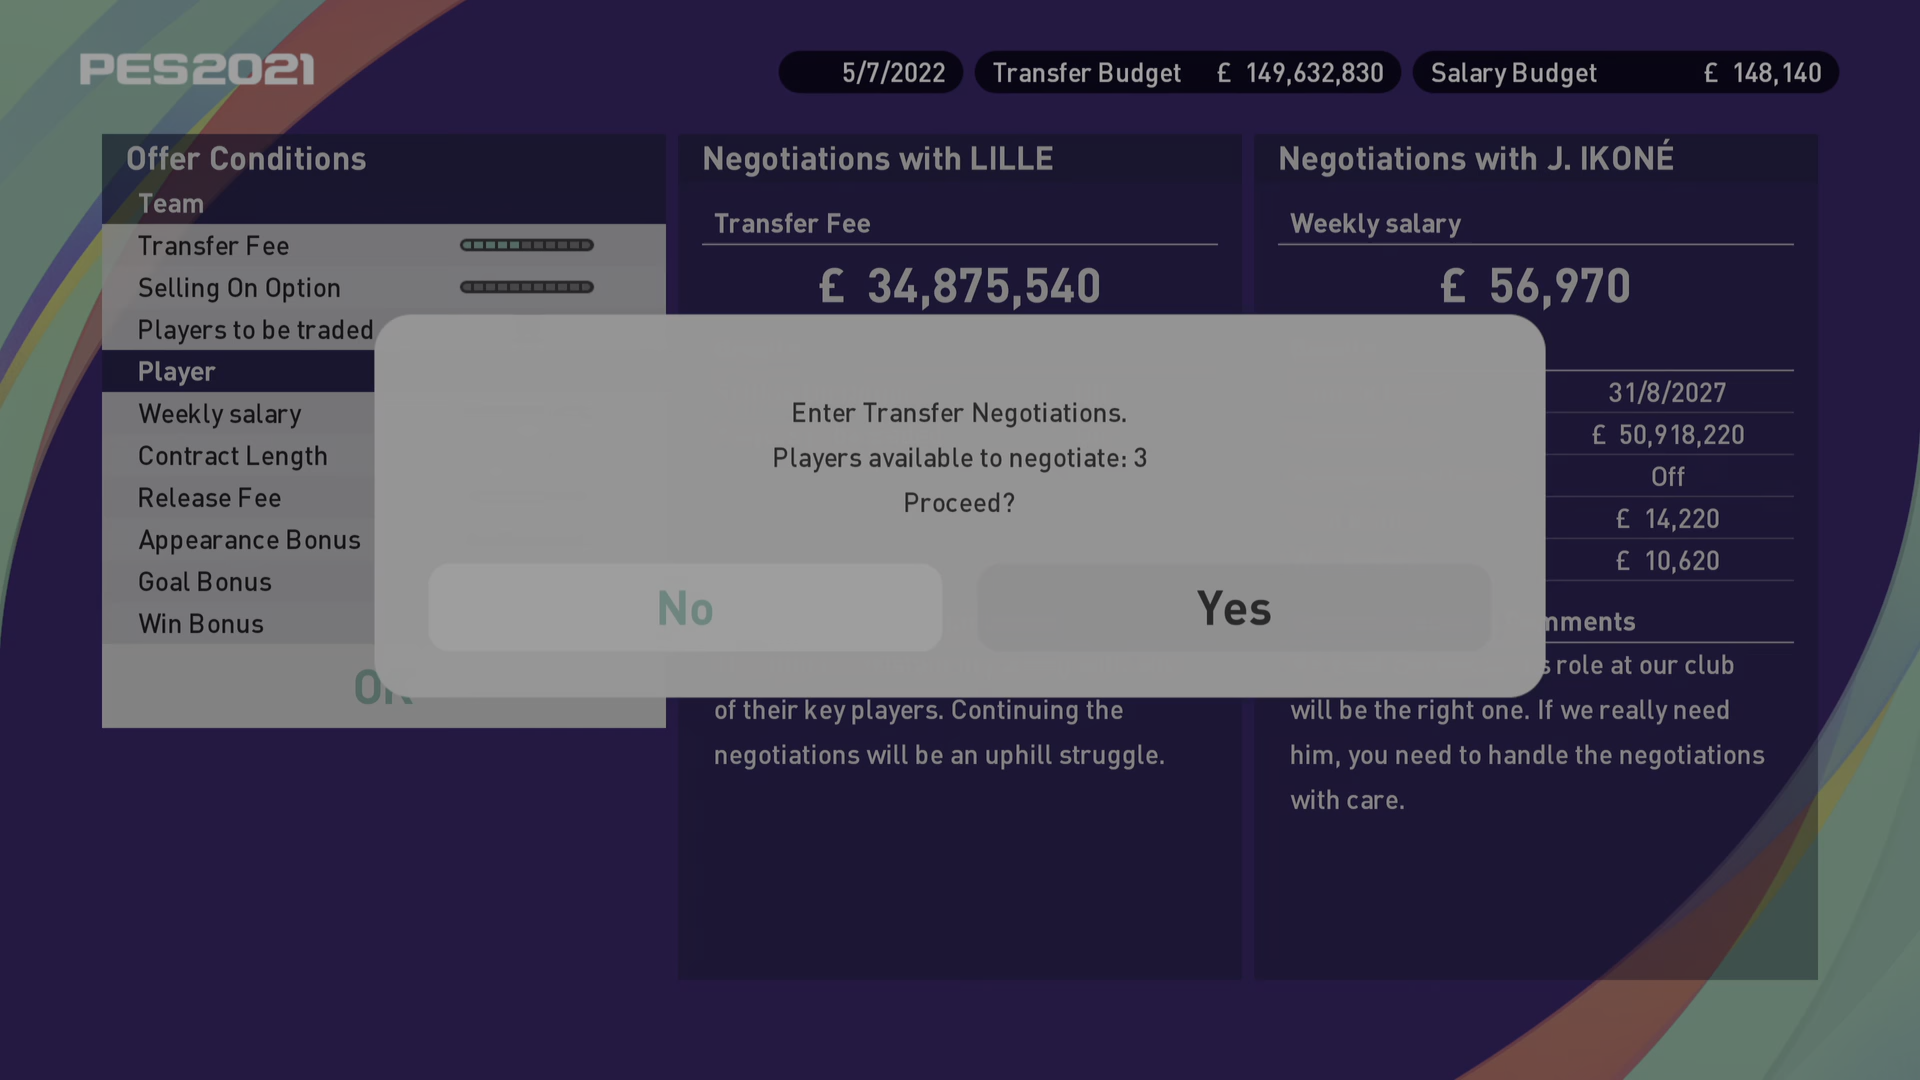 PES2021
5/7/2022
Transfer Budget £ 149,632,830
Salary Budget £ 148,140
Offer Conditions
Team
Transfer Fee
Selling On Option
Players to be traded
Player
Weekly salary
Contract Length
Release Fee
Appearance Bonus
Goal Bonus
Win Bonus
OK
Negotiations with LILLE
Transfer Fee
£ 34,875,540
of their key players. Continuing the
negotiations will be an uphill struggle.
Negotiations with J. IKONÉ
Weekly salary
£ 56,970
31/8/2027
£ 50,918,220
Off
£ 14,220
£ 10,620
role at our club
will be the right one. If we really need
him, you need to handle the negotiations
with care.
Enter Transfer Negotiations.
Players available to negotiate: 3
Proceed?
No
Yes